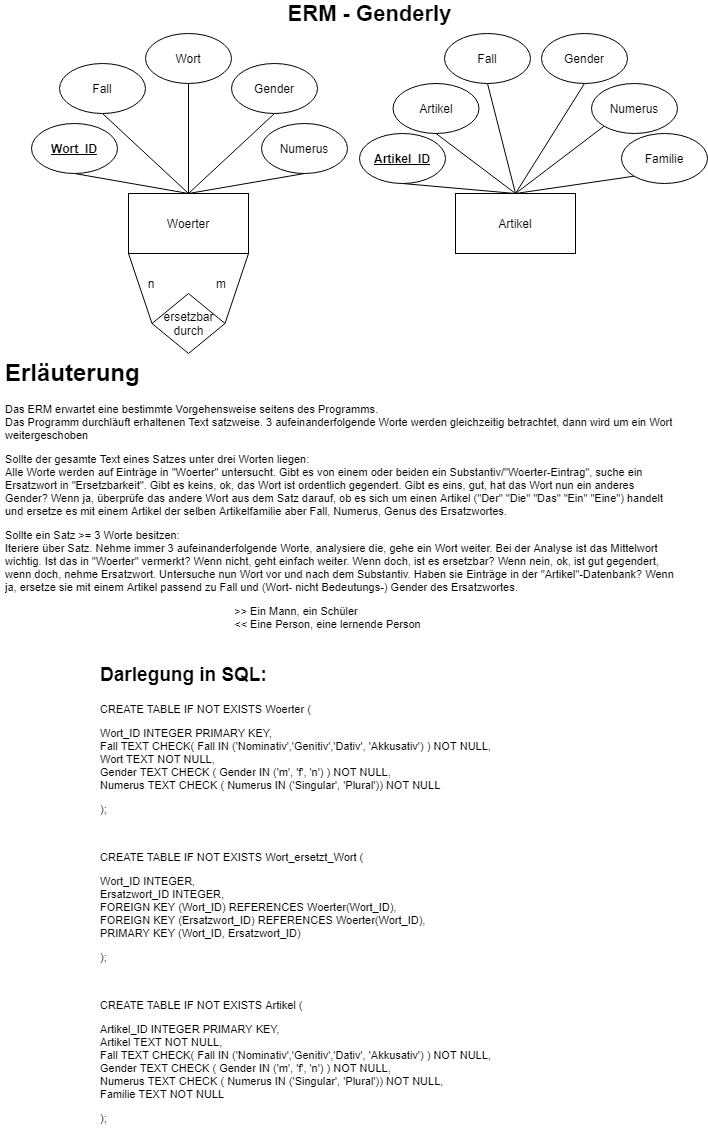 ERM - Genderly
Wort
Fall
Gender
Wort_ID
Numerus
Woerter
n
m
ersetzbar
durch
Fall
Gender
Artikel
Numerus
Artikel_ID
Familie
Artikel
Erläuterung
Das ERM erwartet eine bestimmte Vorgehensweise seitens des Programms.
Das Programm durchläuft erhaltenen Text satzweise. 3 aufeinanderfolgende Worte werden gleichzeitig betrachtet, dann wird um ein Wort
weitergeschoben
Sollte der gesamte Text eines Satzes unter drei Worten liegen:
Alle Worte werden auf Einträge in "Woerter" untersucht. Gibt es von einem oder beiden ein Substantiv/"Woerter-Eintrag", suche ein
Ersatzwort in "Ersetzbarkeit". Gibt es keins, ok, das Wort ist ordentlich gegendert. Gibt es eins, gut, hat das Wort nun ein anderes
Gender? Wenn ja, überprüfe das andere Wort aus dem Satz darauf, ob es sich um einen Artikel ("Der" "Die" "Das" "Ein" "Eine") handelt
und ersetze es mit einem Artikel der selben Artikelfamilie aber Fall, Numerus, Genus des Ersatzwortes.
Sollte ein Satz >= 3 Worte besitzen:
Iteriere über Satz. Nehme immer 3 aufeinanderfolgende Worte, analysiere die, gehe ein Wort weiter. Bei der Analyse ist das Mittelwort
wichtig. Ist das in "Woerter" vermerkt? Wenn nicht, geht einfach weiter. Wenn doch, ist es ersetzbar? Wenn nein, ok, ist gut gegendert,
wenn doch, nehme Ersatzwort. Untersuche nun Wort vor und nach dem Substantiv. Haben sie Einträge in der "Artikel"-Datenbank? Wenn
ja, ersetze sie mit einem Artikel passend zu Fall und (Wort- nicht Bedeutungs-) Gender des Ersatzwortes.
>> Ein Mann, ein Schüler
<< Eine Person, eine lernende Person
Darlegung in SQL:
CREATE TABLE IF NOT EXISTS Woerter (
Wort_ID INTEGER PRIMARY KEY,
Fall TEXT CHECK( Fall IN ('Nominativ','Genitiv','Dativ', 'Akkusativ') ) NOT NULL,
Wort TEXT NOT NULL,
Gender TEXT CHECK ( Gender IN ('m', 'f', 'n') ) NOT NULL,
Numerus TEXT CHECK ( Numerus IN ('Singular', 'Plural')) NOT NULL
);
CREATE TABLE IF NOT EXISTS Wort_ersetzt_Wort (
Wort_ID INTEGER,
Ersatzwort_ID INTEGER,
FOREIGN KEY (Wort_ID) REFERENCES Woerter(Wort_ID),
FOREIGN KEY (Ersatzwort_ID) REFERENCES Woerter(Wort_ID),
PRIMARY KEY (Wort_ID, Ersatzwort_ID)
);
CREATE TABLE IF NOT EXISTS Artikel (
Artikel_ID INTEGER PRIMARY KEY,
Artikel TEXT NOT NULL,
Fall TEXT CHECK( Fall IN ('Nominativ','Genitiv','Dativ', 'Akkusativ') ) NOT NULL,
Gender TEXT CHECK ( Gender IN ('m', 'f', 'n') ) NOT NULL,
Numerus TEXT CHECK ( Numerus IN ('Singular', 'Plural')) NOT NULL,
Familie TEXT NOT NULL
);